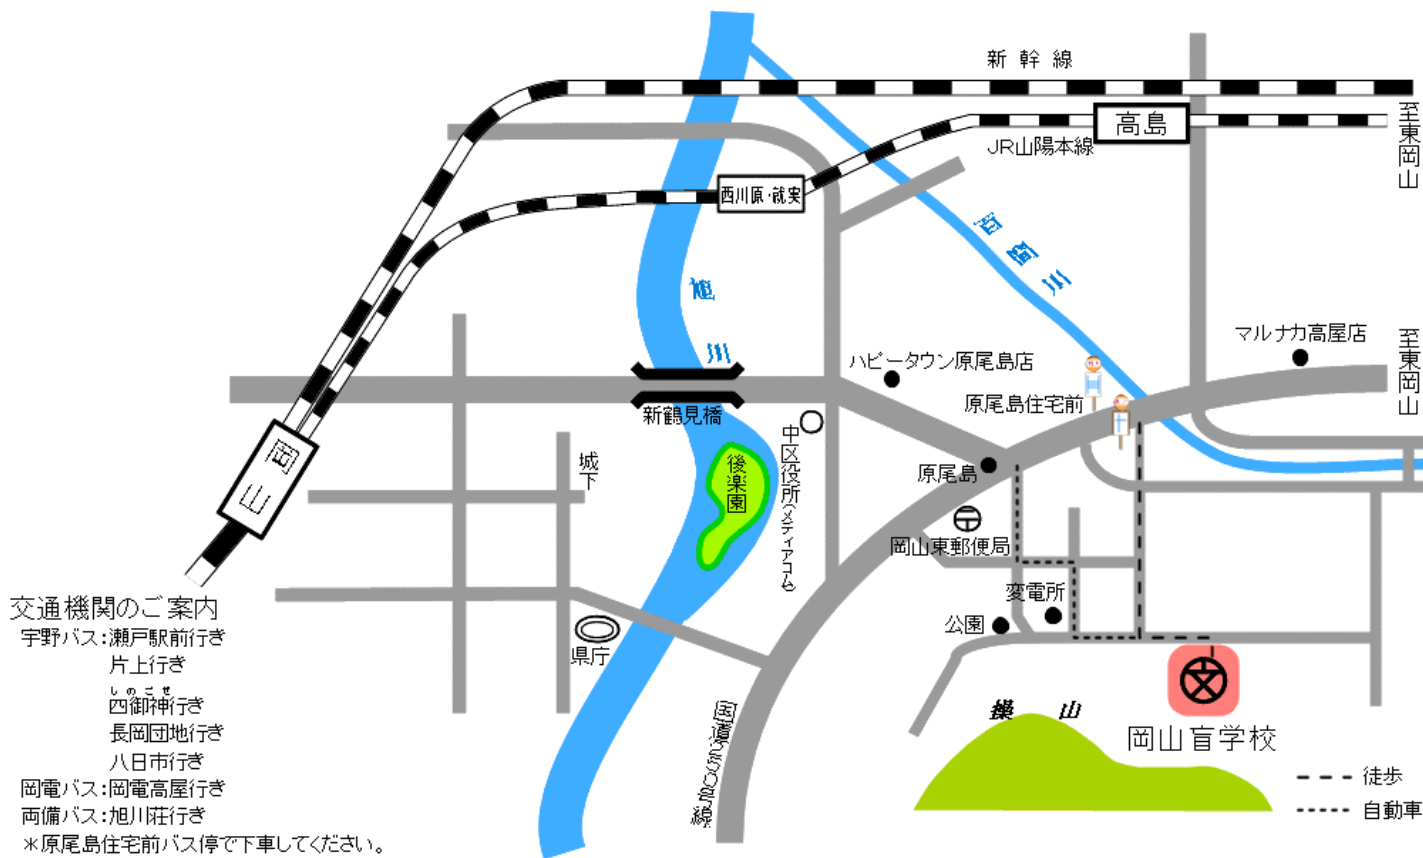 新幹線
高島
JR山陽本線
至東岡山
西川原・就実
百間川
旭川
マルナカ高屋店
至東岡山
ハピータウン原尾島店
原尾島住宅前
新鶴見橋
中区役所(メディアコム)
岡山
城下
後楽園
原尾島
岡山東郵便局
変電所
公園
県庁
操山
岡山盲学校
徒歩
自動車
交通機関のご案内
宇野バス:瀬戸駅前行き
片上行き
しのごぜ
四御神行き
長岡団地行き
八日市行き
岡電バス:岡電高屋行き
両備バス:旭川荘行き
*原尾島住宅前バス停で下車してください。